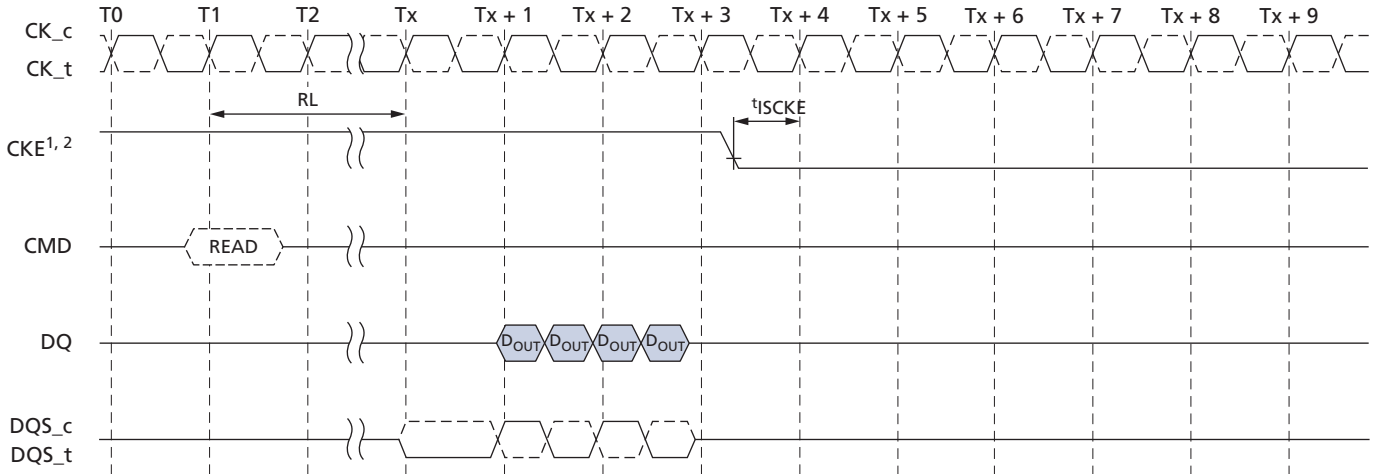 T0 T1 T2 Tx Tx + 1 Tx + 2 Tx + 3 Tx + 4 Tx + 5 Tx + 6 Tx + 7 Tx + 8 Tx + 9
CK_c
CK_t
RL
tISCKE
CKE1, 2
CMD READ
DQ DOUT DOUT DOUT DOUT
DQS_c
DQS_t